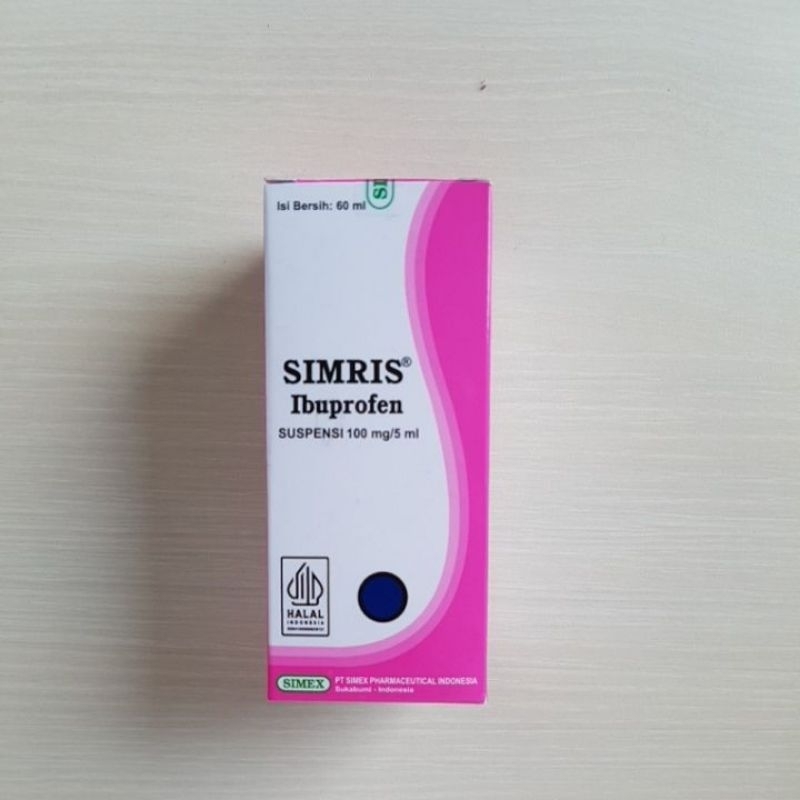 Isi Bersih: 60 ml
SIMRIS®
Ibuprofen
SUSPENSI 100 mg/5 ml
HALAL
INDONESIA
SIMEX
PT SIMEX PHARMACEUTICAL INDONESIA
Sukabumi - Indonesia